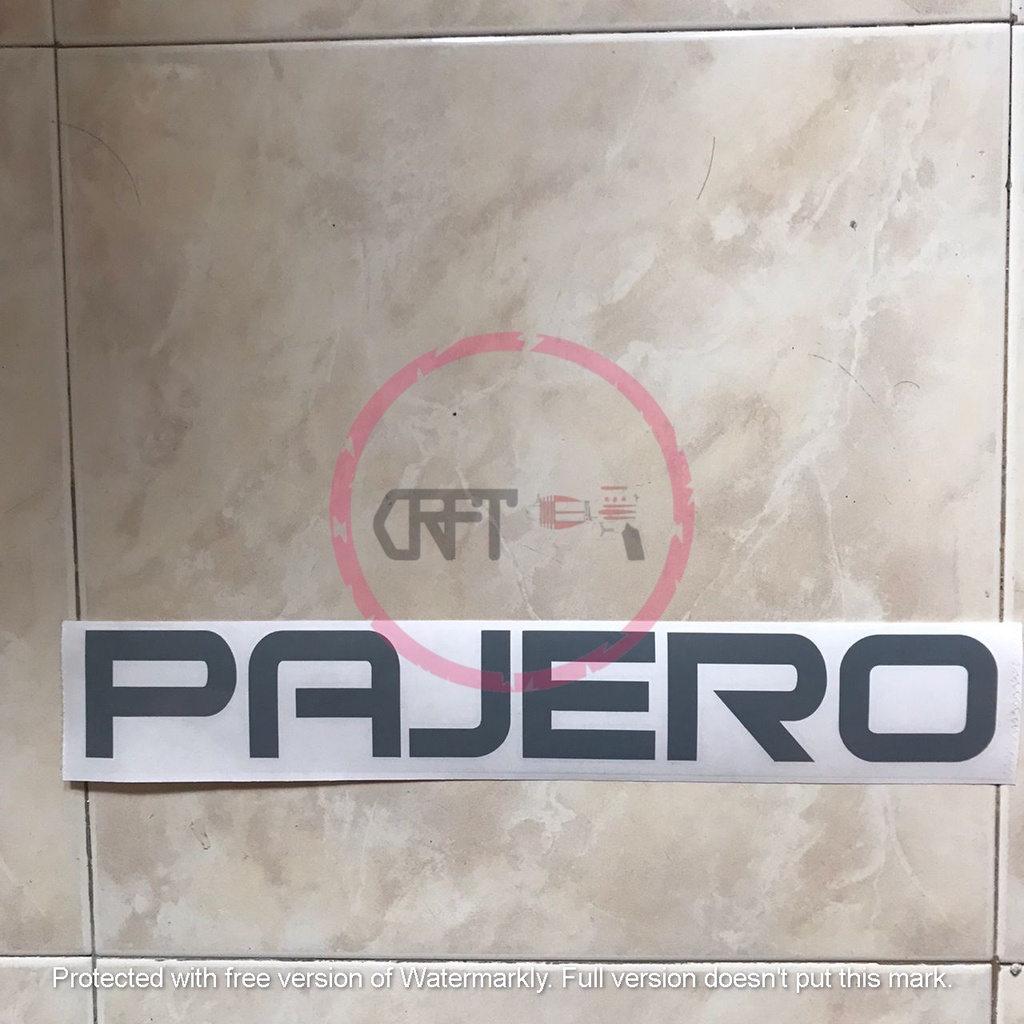 CRFT
PAJERO
Protected with free version of Watermarkly. Full version doesn't put this mark.